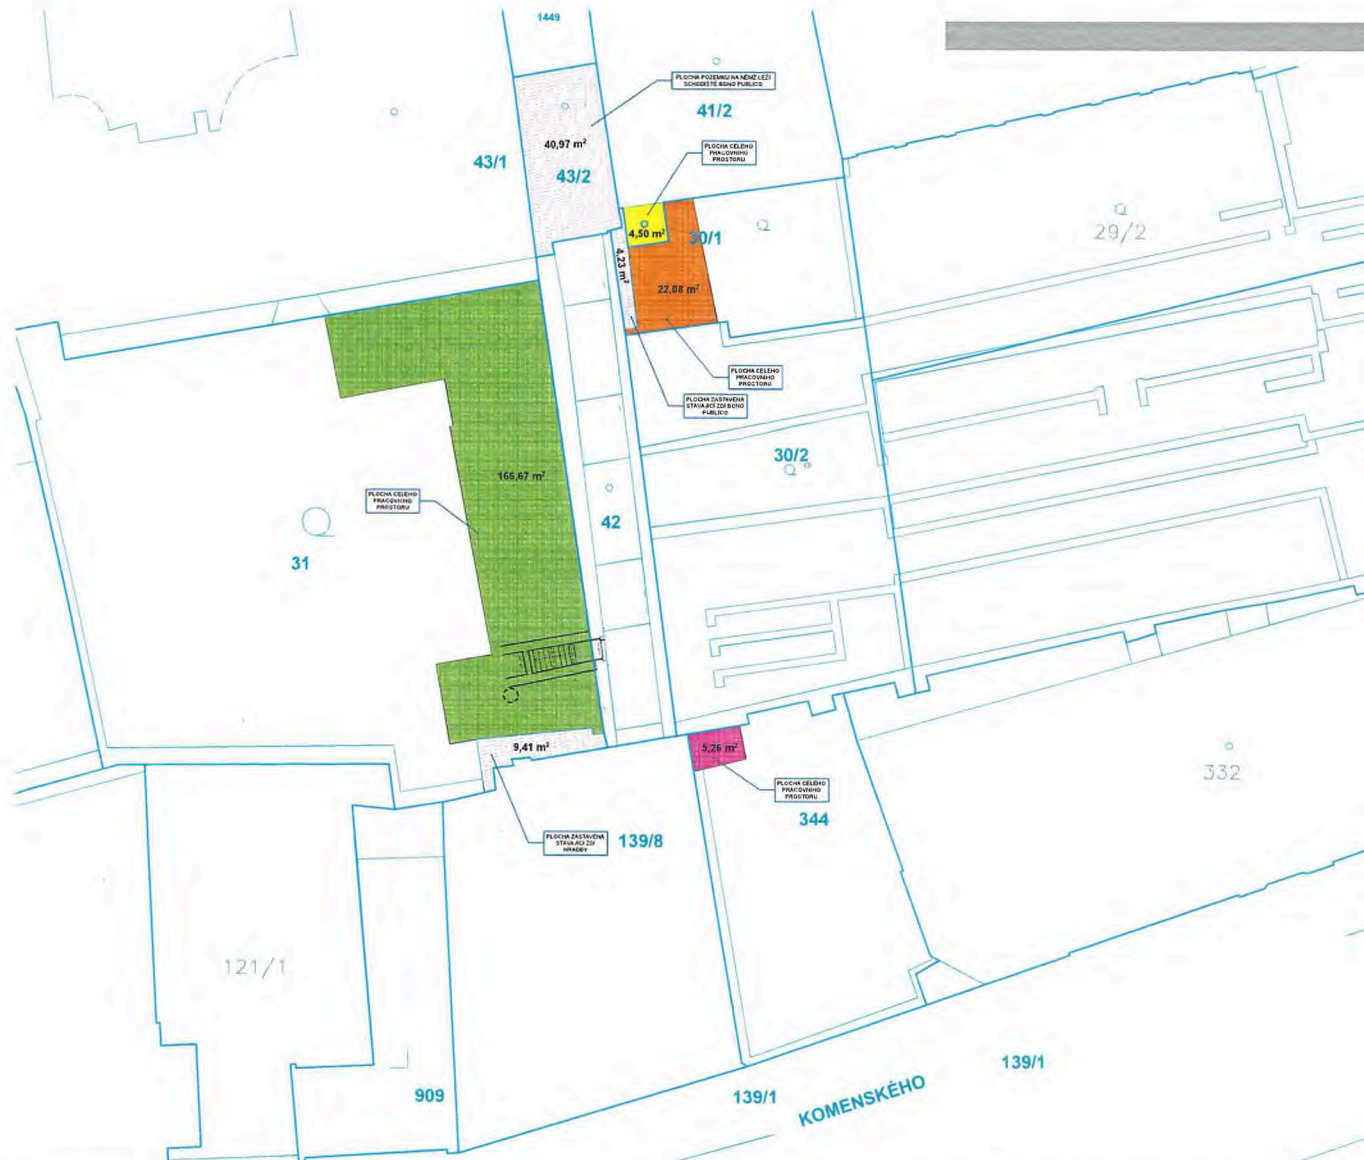 1449
PLOCHA POZEMKU NA NĚMŽ LEŽÍ
SCHODIŠTĚ BONO PUBLICO
41/2
40,97 m²
43/1
43/2
PLOCHA CELÉHO
PRACOVNÍHO
PROSTORU
4,50 m²
30/1
29/2
4,23 m²
22,08 m²
PLOCHA CELÉHO
PRACOVNÍHO
PROSTORU
PLOCHA ZASTAVĚNÁ
STÁVAJÍCÍ ZDÍ BONO
PUBLICO
30/2
165,67 m²
PLOCHA CELÉHO
PRACOVNÍHO
PROSTORU
42
31
9,41 m²
5,26 m²
332
PLOCHA CELÉHO
PRACOVNÍHO
PROSTORU
344
PLOCHA ZASTAVĚNÁ
STÁVAJÍCÍ ZDÍ
HRADBY
139/8
121/1
909
139/1
KOMENSKÉHO
139/1